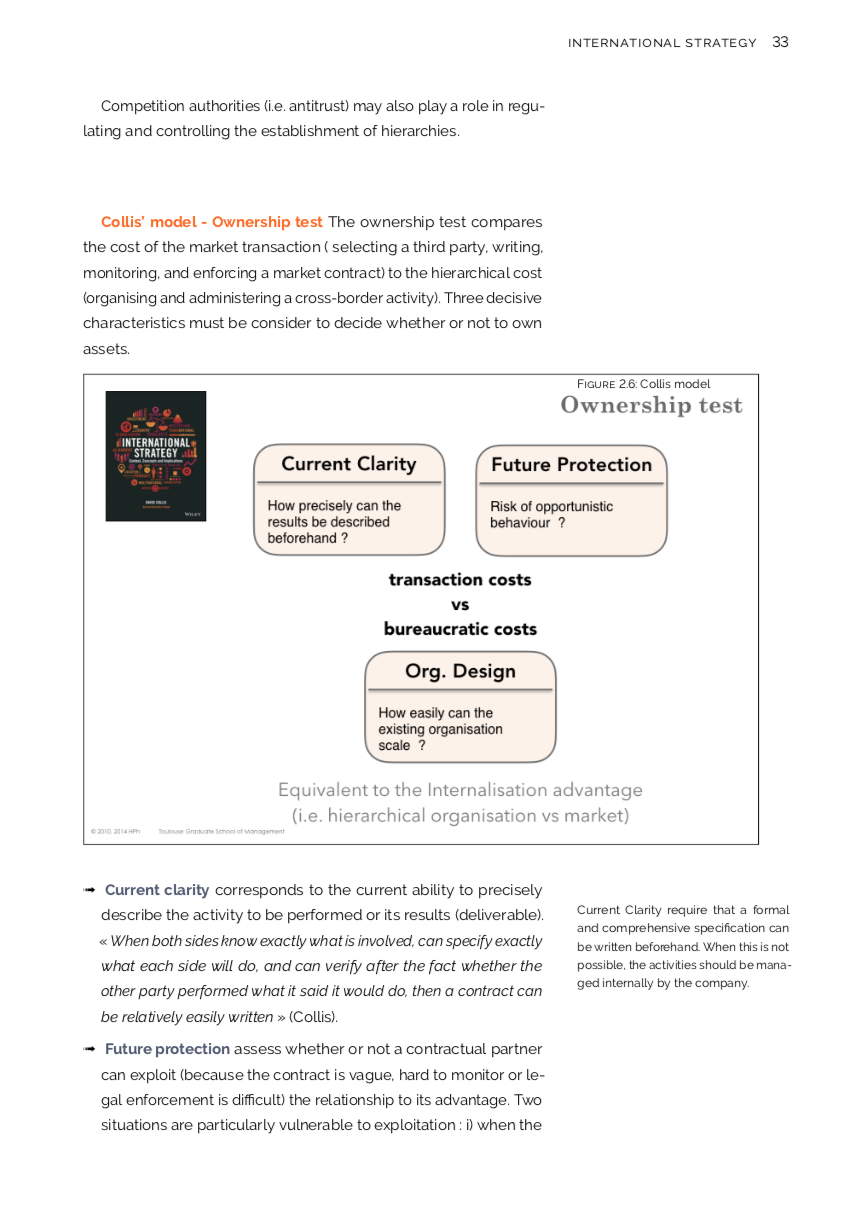 INTERNATIONAL STRATEGY 33
Competition authorities (i.e. antitrust) may also play a role in regu-
lating and controlling the establishment of hierarchies.
Collis’ model - Ownership test The ownership test compares
the cost of the market transaction ( selecting a third party, writing,
monitoring, and enforcing a market contract) to the hierarchical cost
(organising and administering a cross-border activity). Three decisive
characteristics must be consider to decide whether or not to own
assets.
FIGURE 2.6: Collis model
Ownership test
INTERNATIONAL
STRATEGY
WILEY
Current Clarity
How precisely can the
results be described
beforehand ?
Future Protection
Risk of opportunistic
behaviour ?
transaction costs
vs
bureaucratic costs
Org. Design
How easily can the
existing organisation
scale ?
Equivalent to the Internalisation advantage
(i.e. hierarchical organisation vs market)
© 2010, 2014 HPh Toulouse Graduate School of Management
➟ Current clarity corresponds to the current ability to precisely
describe the activity to be performed or its results (deliverable).
« When both sides know exactly what is involved, can specify exactly
what each side will do, and can verify after the fact whether the
other party performed what it said it would do, then a contract can
be relatively easily written » (Collis).
Current Clarity require that a formal
and comprehensive specification can
be written beforehand. When this is not
possible, the activities should be mana-
ged internally by the company.
➟ Future protection assess whether or not a contractual partner
can exploit (because the contract is vague, hard to monitor or le-
gal enforcement is difficult) the relationship to its advantage. Two
situations are particularly vulnerable to exploitation : i) when the